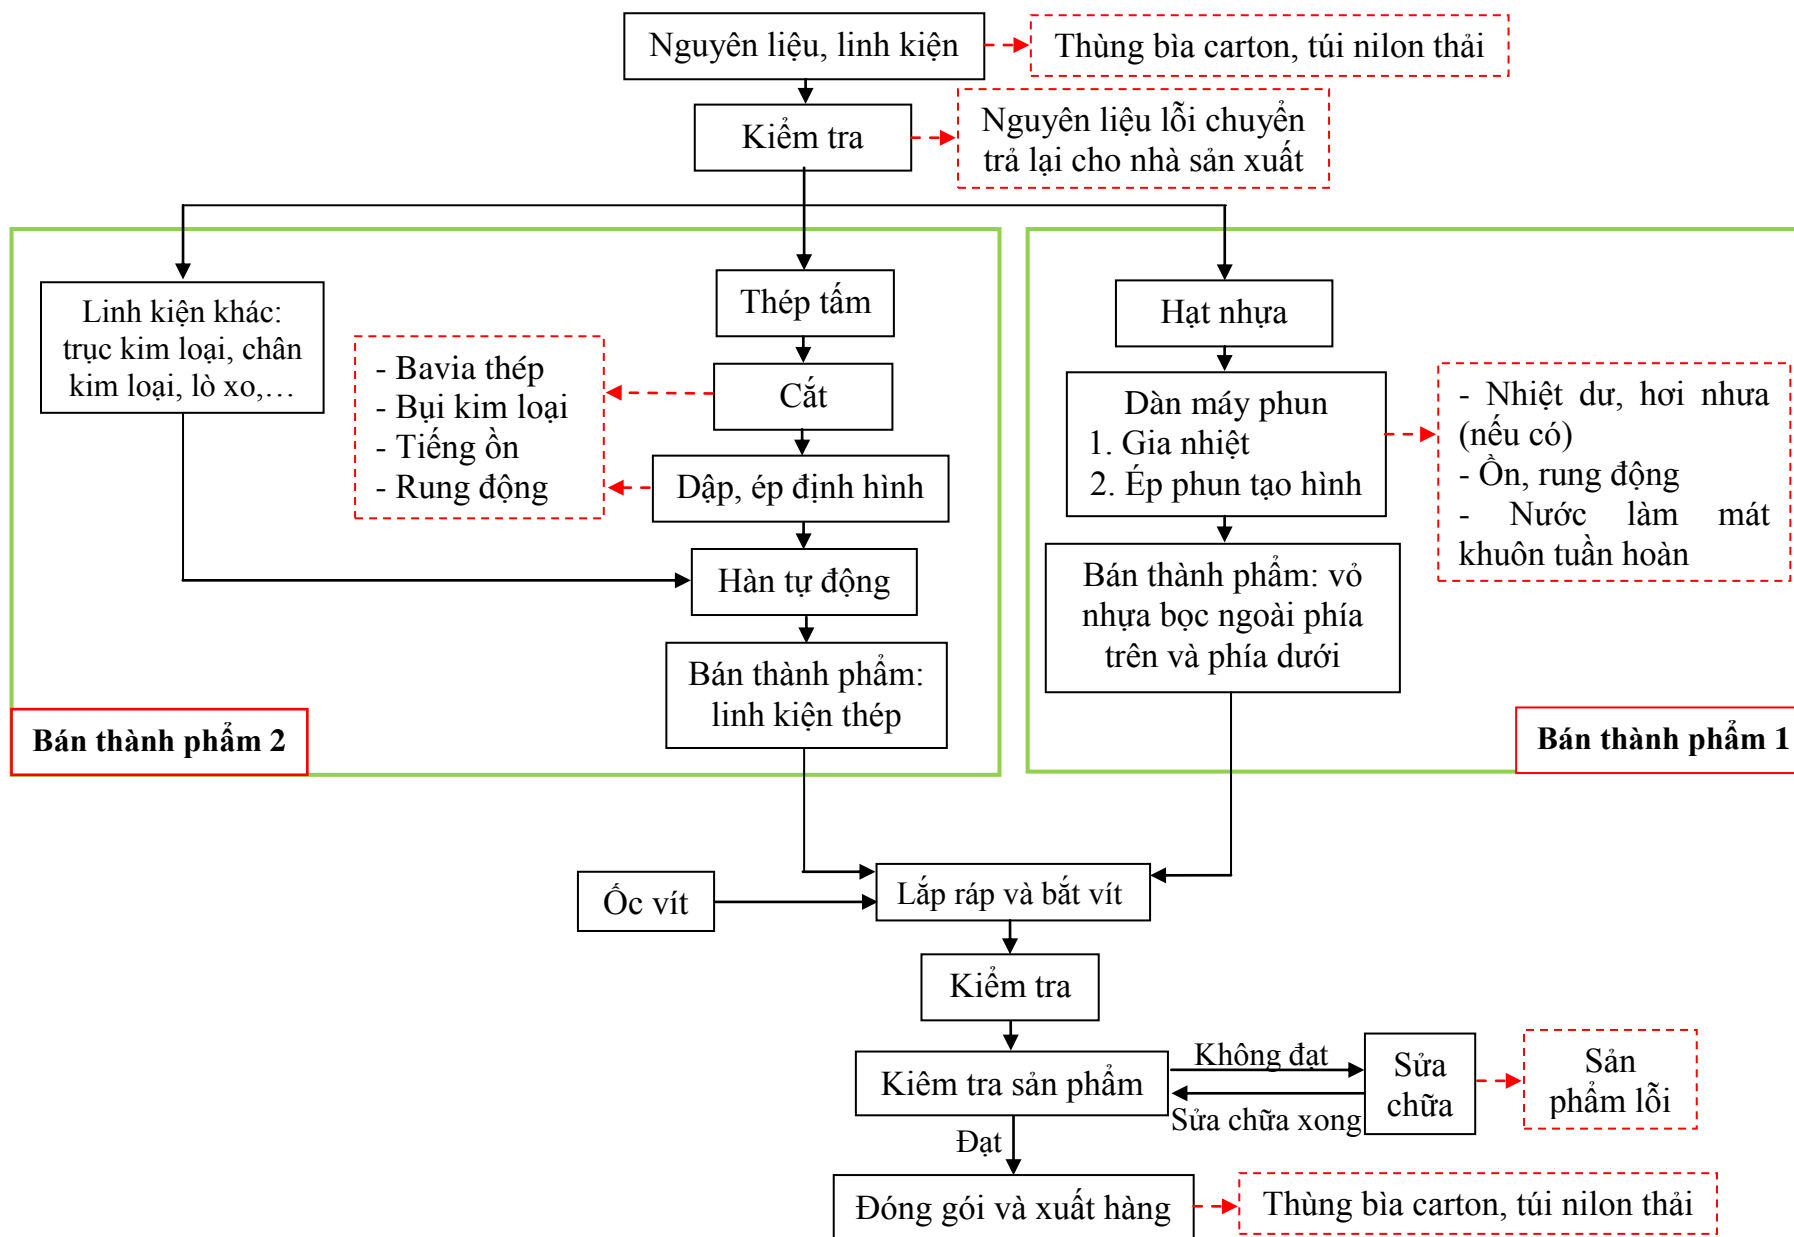 Nguyên liệu, linh kiện
Thùng bìa carton, túi nilon thải
Kiểm tra
Nguyên liệu lỗi chuyển
trả lại cho nhà sản xuất
Linh kiện khác:
trục kim loại, chân
kim loại, lò xo,…
Thép tấm
- Bavia thép
- Bụi kim loại
- Tiếng ồn
- Rung động
Cắt
Dập, ép định hình
Hàn tự động
Bán thành phẩm:
linh kiện thép
Bán thành phẩm 2
Hạt nhựa
Dàn máy phun
1. Gia nhiệt
2. Ép phun tạo hình
- Nhiệt dư, hơi nhưa
(nếu có)
- Ồn, rung động
- Nước làm mát
khuôn tuần hoàn
Bán thành phẩm: vỏ
nhựa bọc ngoài phía
trên và phía dưới
Bán thành phẩm 1
Ốc vít
Lắp ráp và bắt vít
Kiểm tra
Kiêm tra sản phẩm
Không đạt
Sửa chữa xong
Sửa
chữa
Sản
phẩm lỗi
Đạt
Đóng gói và xuất hàng
Thùng bìa carton, túi nilon thải